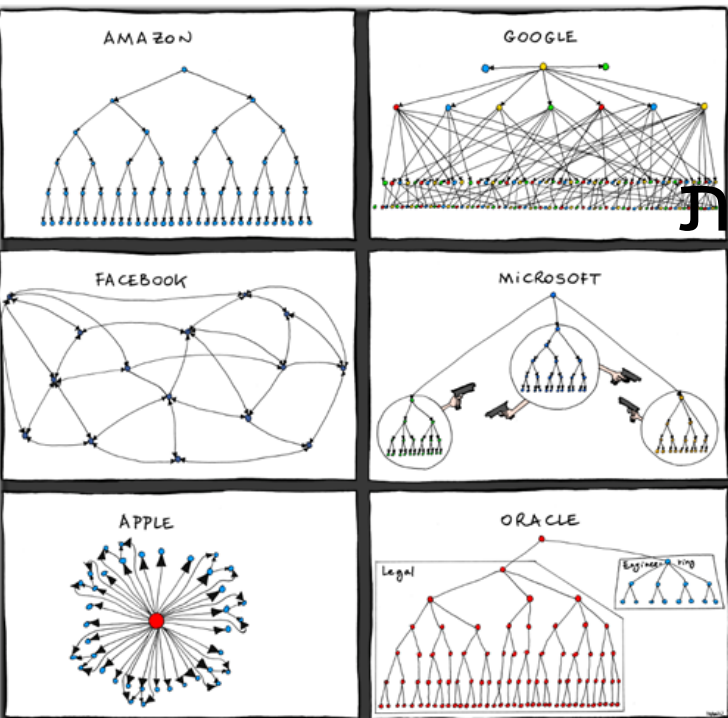 AMAZON
GOOGLE
ת
FACEBOOK
MICROSOFT
APPLE
ORACLE
Legal
Engineering